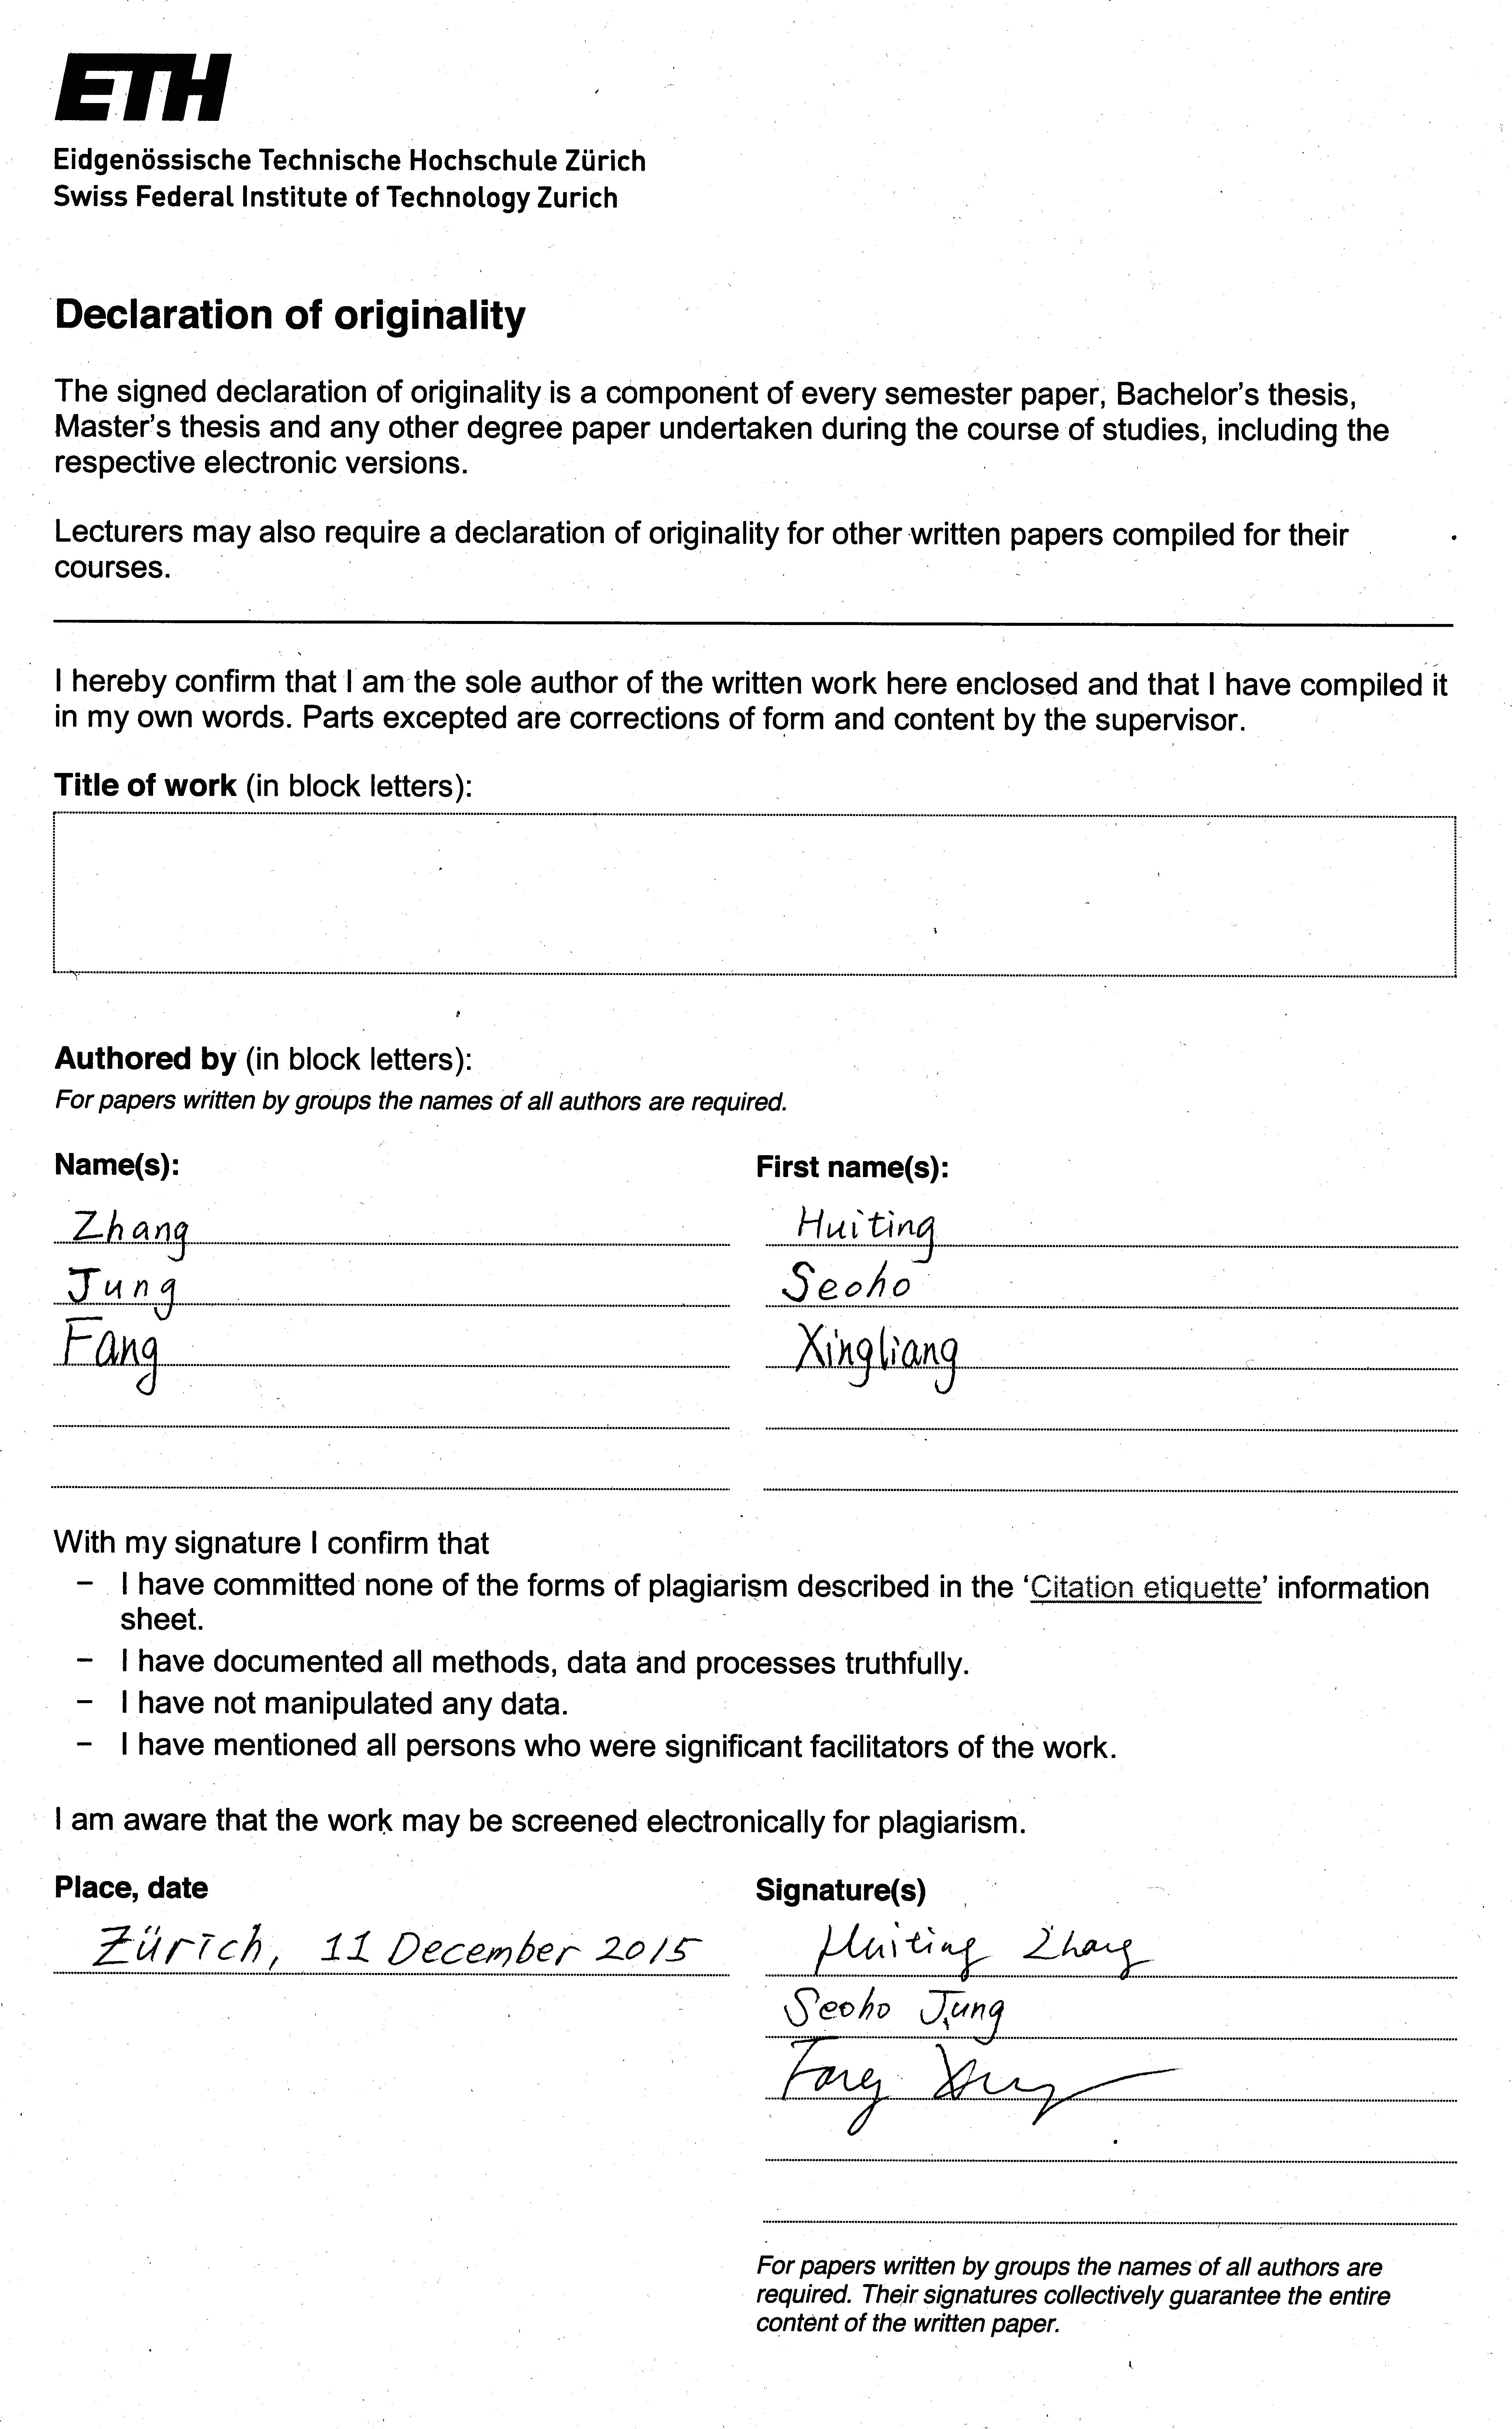 ETH
Eidgenössische Technische Hochschule Zürich
Swiss Federal Institute of Technology Zurich
Declaration of originality
The signed declaration of originality is a component of every semester paper, Bachelor's thesis,
Master's thesis and any other degree paper undertaken during the course of studies, including the
respective electronic versions.
Lecturers may also require a declaration of originality for other written papers compiled for their
courses.
I hereby confirm that I am the sole author of the written work here enclosed and that I have compiled it
in my own words. Parts excepted are corrections of form and content by the supervisor.
Title of work (in block letters):
Authored by (in block letters):
For papers written by groups the names of all authors are required.
Name(s): First name(s):
Zhang Huiting
Jung Seoho
Fang Xingliang
With my signature I confirm that
– I have committed none of the forms of plagiarism described in the ‘Citation etiquette’ information
sheet.
– I have documented all methods, data and processes truthfully.
– I have not manipulated any data.
– I have mentioned all persons who were significant facilitators of the work.
I am aware that the work may be screened electronically for plagiarism.
Place, date Signature(s)
Zürich, 11 December 2015 Huiting Zhang
Seoho Jung
Fang
For papers written by groups the names of all authors are
required. Their signatures collectively guarantee the entire
content of the written paper.